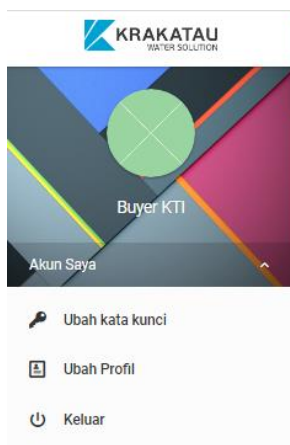 KRAKATAU
WATER SOLUTION
Buyer KTI
Akun Saya
Ubah kata kunci
Ubah Profil
Keluar